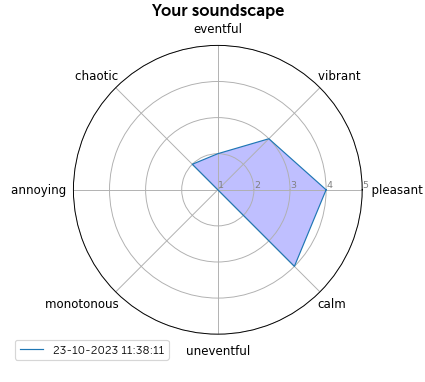 Your soundscape
eventful
chaotic
vibrant
annoying
1
2
3
4
5
pleasant
monotonous
calm
23-10-2023 11:38:11
uneventful